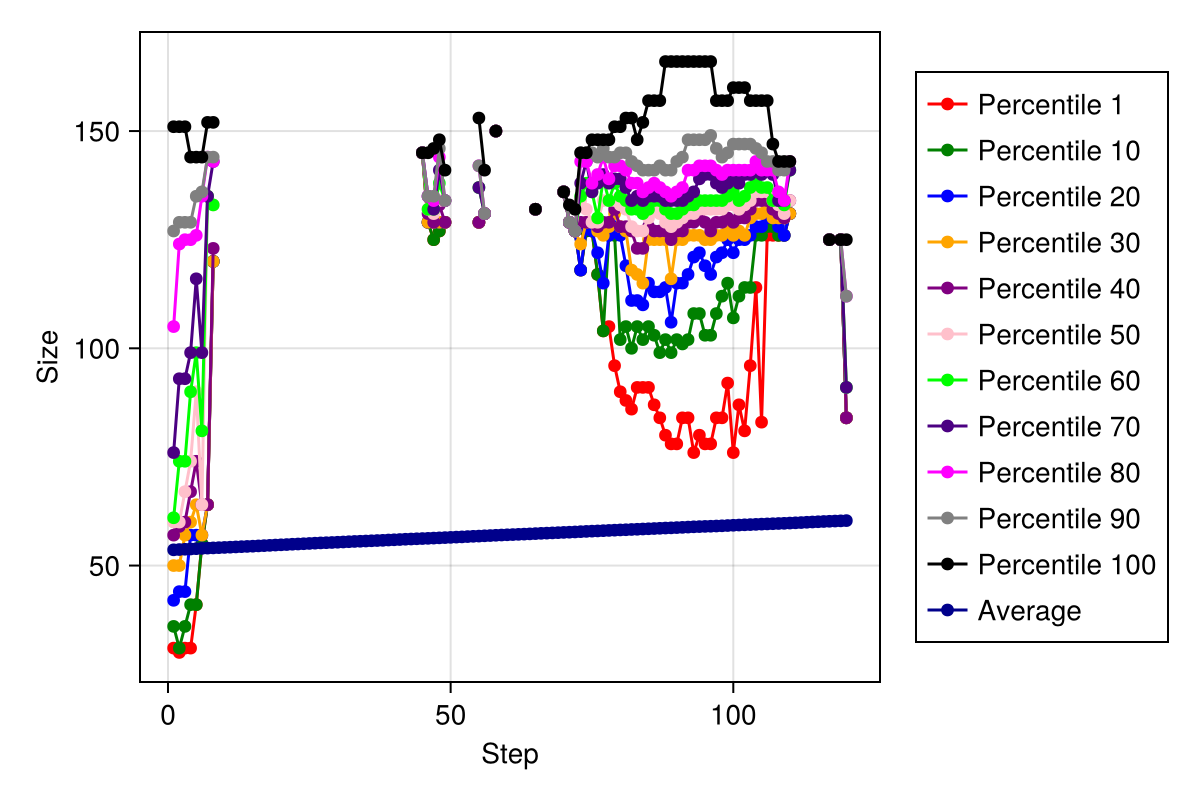 150
100
50
Size
0
50
100
Step
Percentile 1
Percentile 10
Percentile 20
Percentile 30
Percentile 40
Percentile 50
Percentile 60
Percentile 70
Percentile 80
Percentile 90
Percentile 100
Average